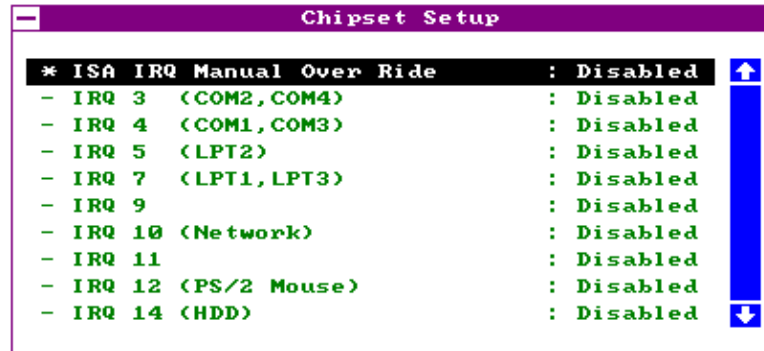 Chipset Setup
* ISA IRQ Manual Over Ride : Disabled
- IRQ 3 (COM2,COM4) : Disabled
- IRQ 4 (COM1,COM3) : Disabled
- IRQ 5 (LPT2) : Disabled
- IRQ 7 (LPT1,LPT3) : Disabled
- IRQ 9 : Disabled
- IRQ 10 (Network) : Disabled
- IRQ 11 : Disabled
- IRQ 12 (PS/2 Mouse) : Disabled
- IRQ 14 (HDD) : Disabled